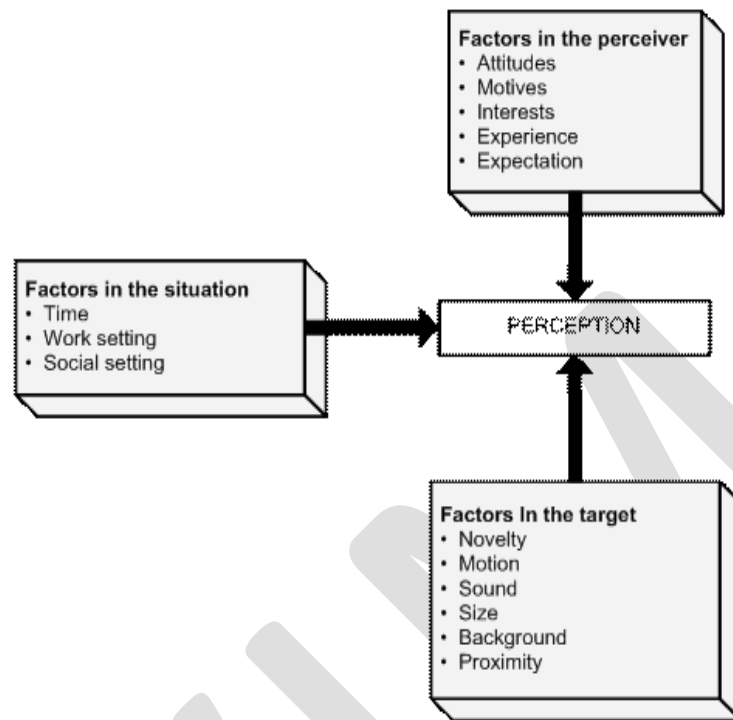 Factors in the perceiver
• Attitudes
• Motives
• Interests
• Experience
• Expectation
Factors in the situation
• Time
• Work setting
• Social setting
PERCEPTION
Factors In the target
• Novelty
• Motion
• Sound
• Size
• Background
• Proximity